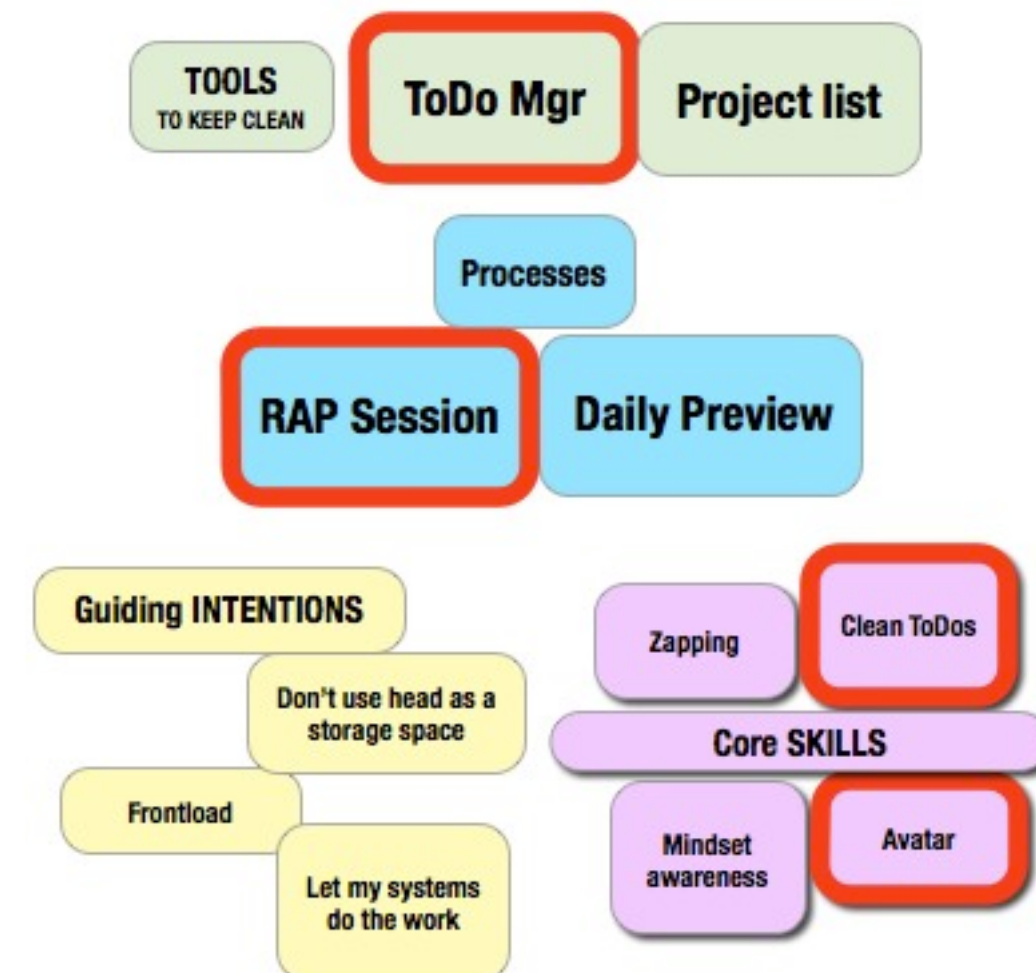 TOOLS
TO KEEP CLEAN
ToDo Mgr
Project list
Processes
RAP Session
Daily Preview
Guiding INTENTIONS
Don't use head as a
storage space
Frontload
Let my systems
do the work
Zapping
Clean ToDos
Core SKILLS
Mindset
awareness
Avatar